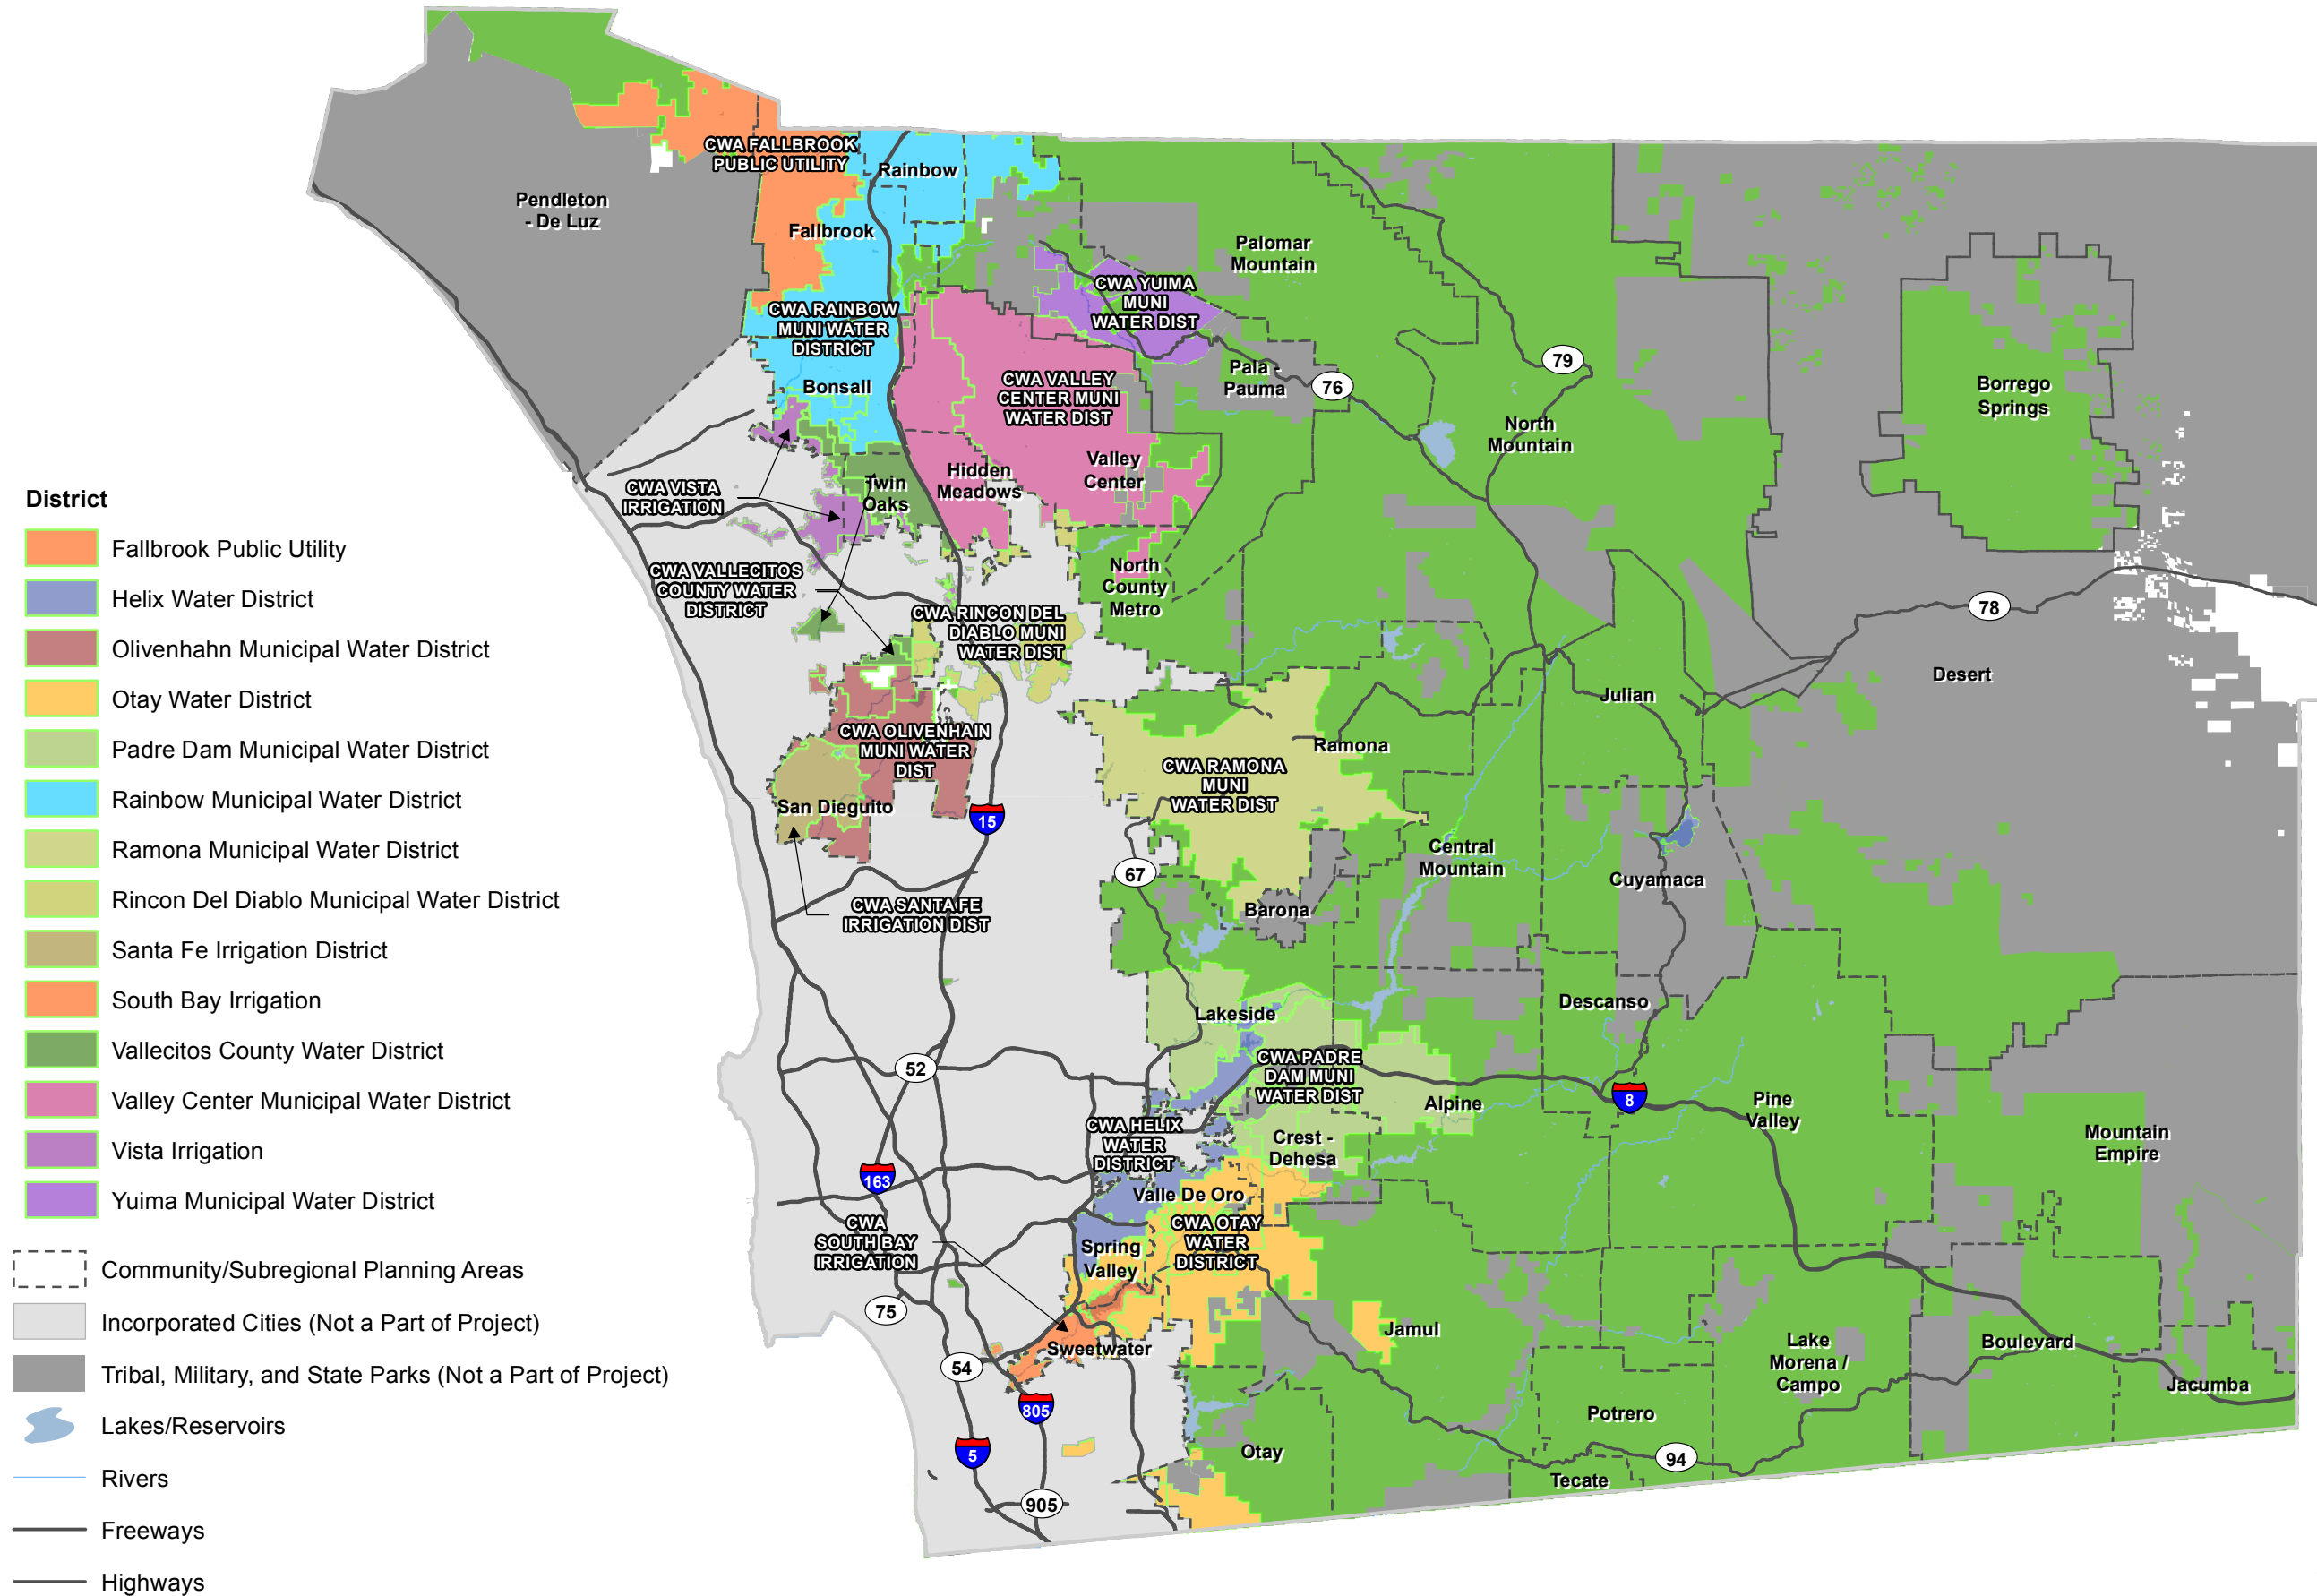 Pendleton
- De Luz
CWA FALLBROOK
PUBLIC UTILITY
Rainbow
Fallbrook
Palomar
Mountain
CWA YUIMA
MUNI
WATER DIST
CWA RAINBOW
MUNI WATER
DISTRICT
Bonsall
CWA VALLEY
CENTER MUNI
WATER DIST
Pala -
Pauma
76
79
Borrego
Springs
North
Mountain
Valley
Center
Hidden
Meadows
Twin
Oaks
CWA VISTA
IRRIGATION
CWA VALLECITOS
COUNTY WATER
DISTRICT
North
County
Metro
CWA RINCON DEL
DIABLO MUNI
WATER DIST
78
Desert
Julian
CWA OLIVENHAIN
MUNI WATER
DIST
Ramona
CWA RAMONA
MUNI
WATER DIST
San Dieguito
15
67
Central
Mountain
Cuyamaca
CWA SANTA FE
IRRIGATION DIST
Barona
Descanso
Lakeside
52
CWA PADRE
DAM MUNI
WATER DIST
8
Alpine
Pine
Valley
CWA HELIX
WATER
DISTRICT
Crest -
Dehesa
Mountain
Empire
163
Valle De Oro
CWA
SOUTH BAY
IRRIGATION
CWA OTAY
WATER
DISTRICT
Spring
Valley
75
Jamul
Sweetwater
54
Lake
Morena /
Campo
Boulevard
Jacumba
805
Potrero
5
Otay
94
Tecate
905
District
Fallbrook Public Utility
Helix Water District
Olivenhahn Municipal Water District
Otay Water District
Padre Dam Municipal Water District
Rainbow Municipal Water District
Ramona Municipal Water District
Rincon Del Diablo Municipal Water District
Santa Fe Irrigation District
South Bay Irrigation
Vallecitos County Water District
Valley Center Municipal Water District
Vista Irrigation
Yuima Municipal Water District
Community/Subregional Planning Areas
Incorporated Cities (Not a Part of Project)
Tribal, Military, and State Parks (Not a Part of Project)
Lakes/Reservoirs
Rivers
Freeways
Highways